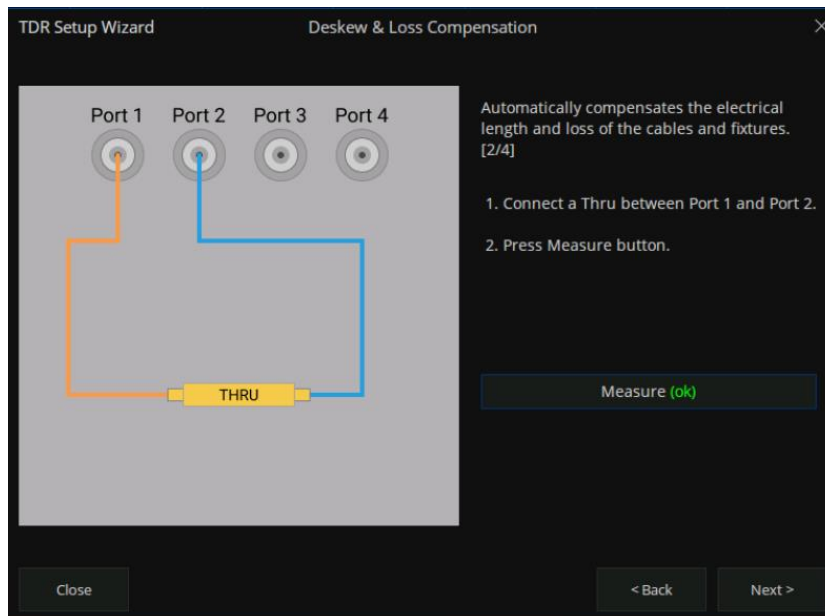 TDR Setup Wizard
Deskew & Loss Compensation
Port 1
Port 2
Port 3
Port 4
THRU
Automatically compensates the electrical
length and loss of the cables and fixtures.
[2/4]
1. Connect a Thru between Port 1 and Port 2.
2. Press Measure button.
Measure (ok)
Close
< Back
Next >